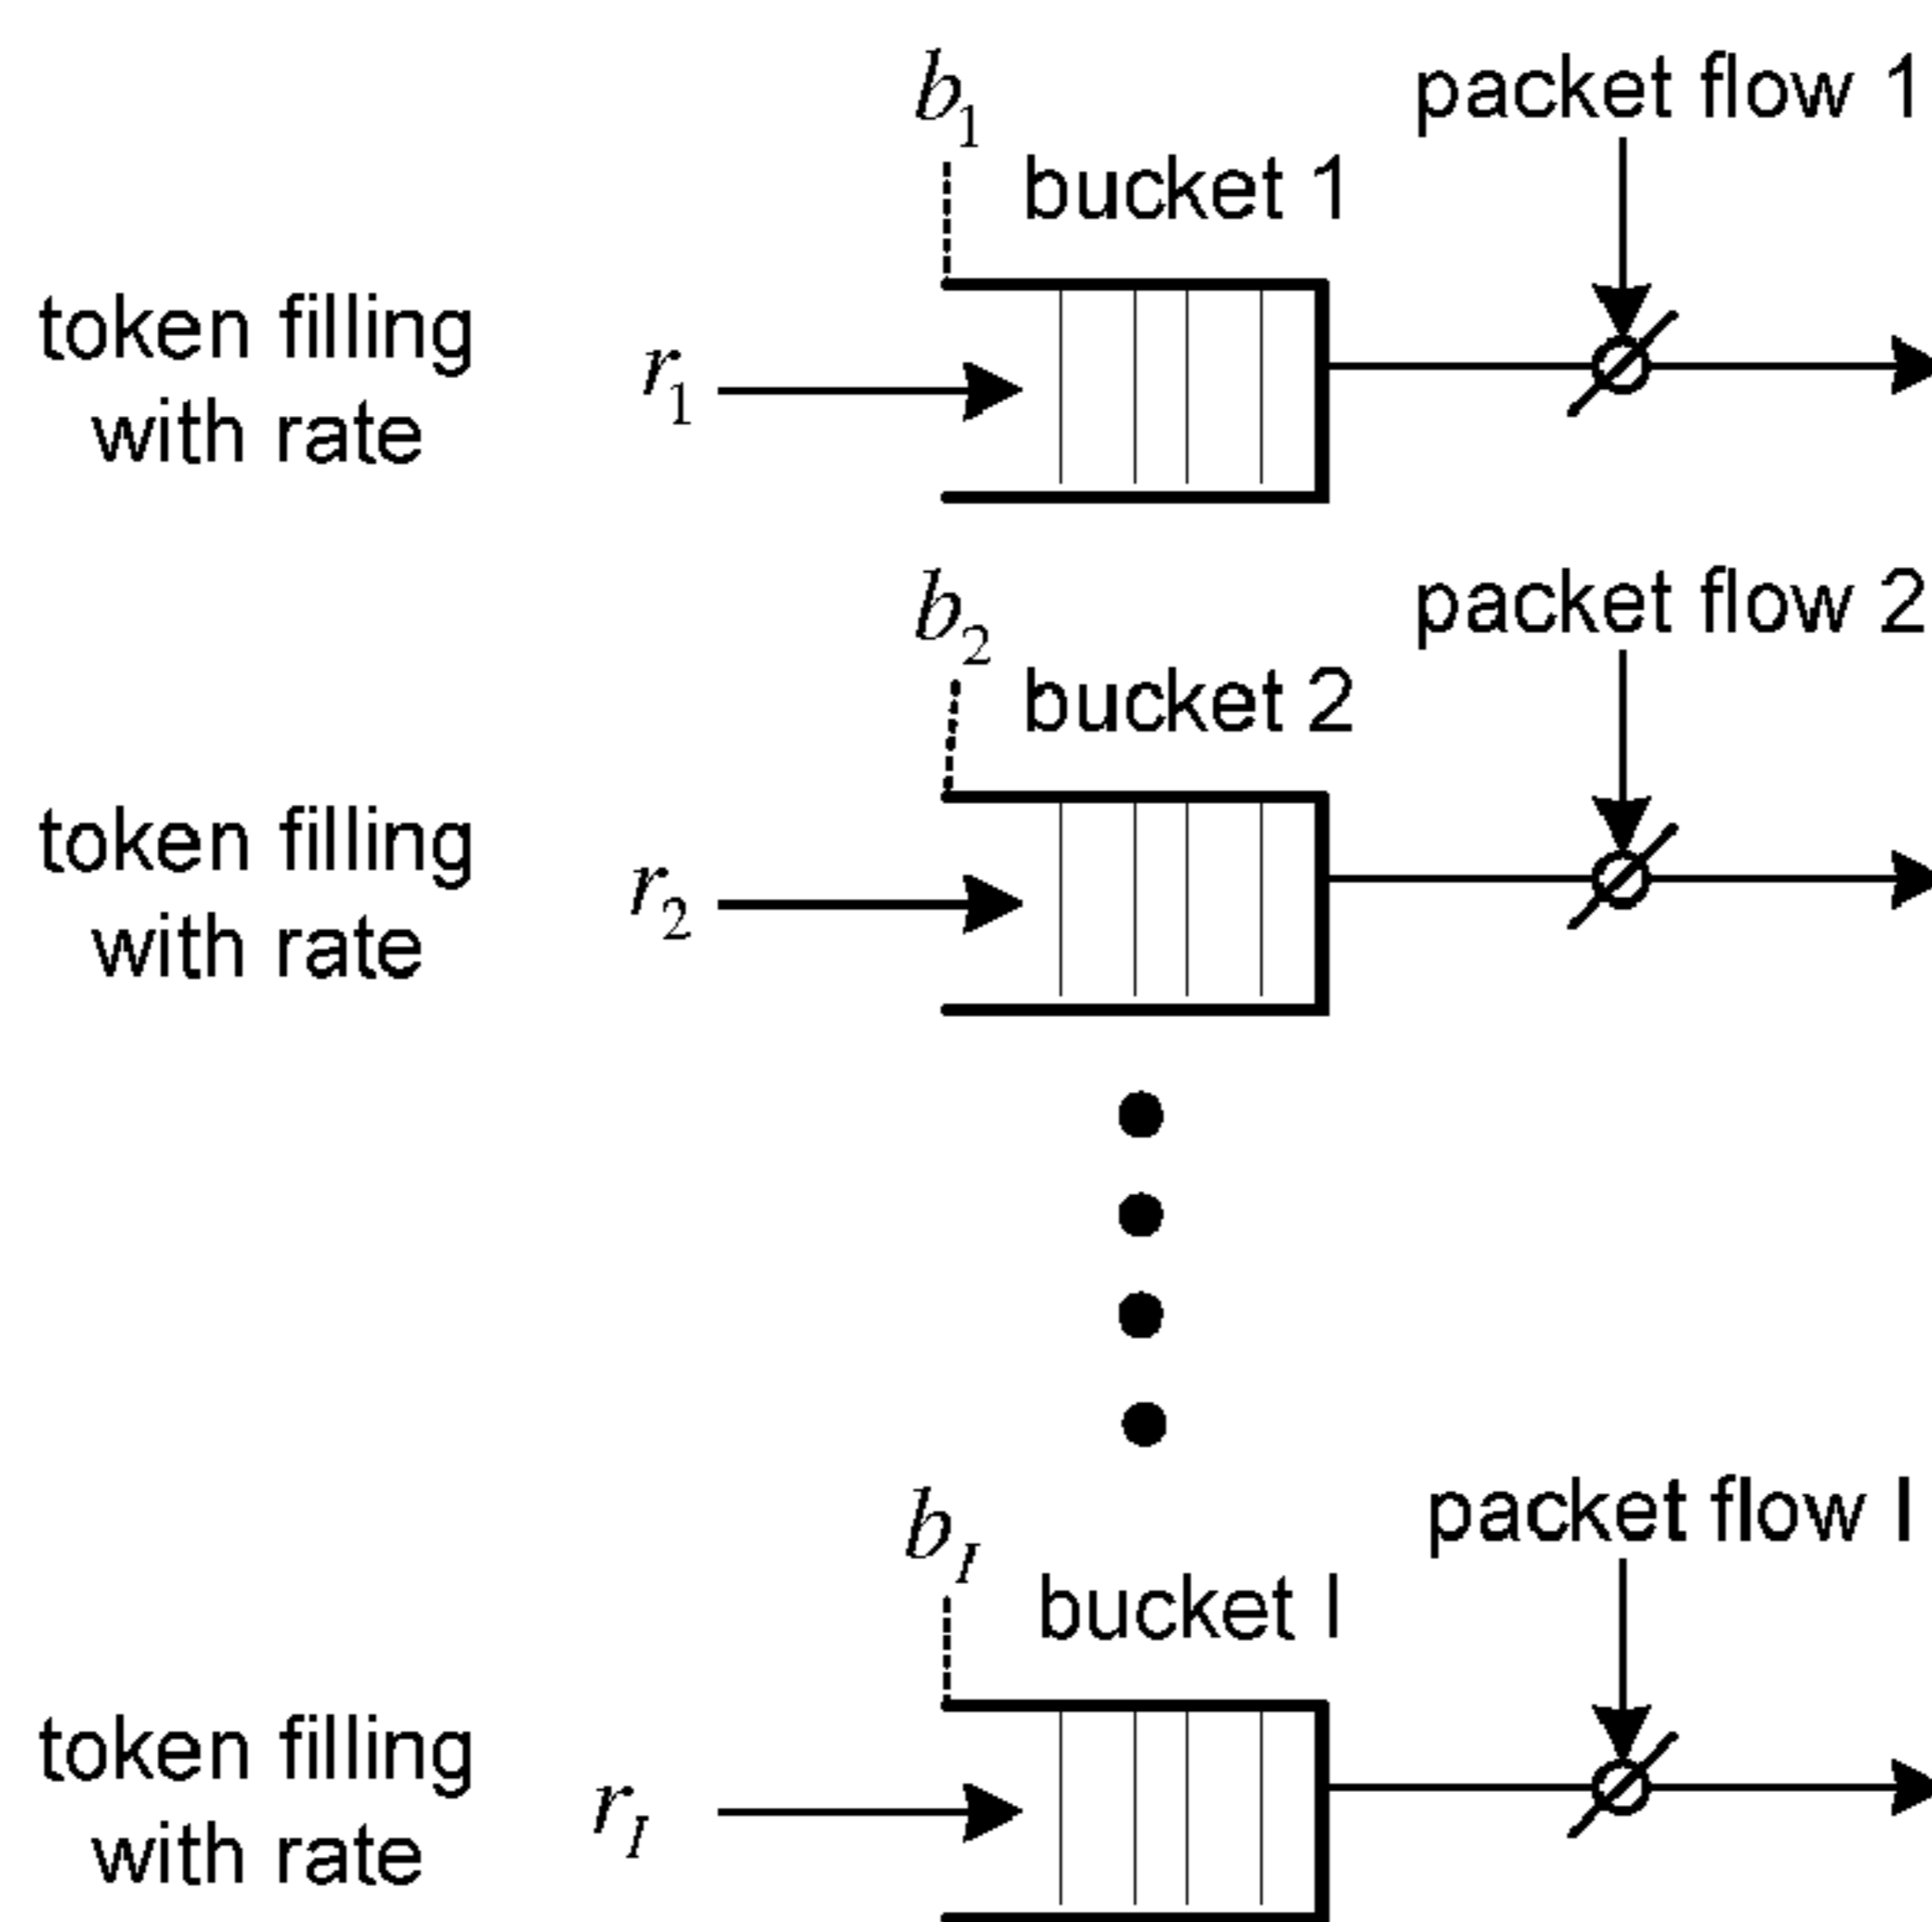 b1
packet flow 1
bucket 1
token filling
with rate
r1
b2
packet flow 2
bucket 2
token filling
with rate
r2
bI
packet flow I
bucket I
token filling
with rate
rI